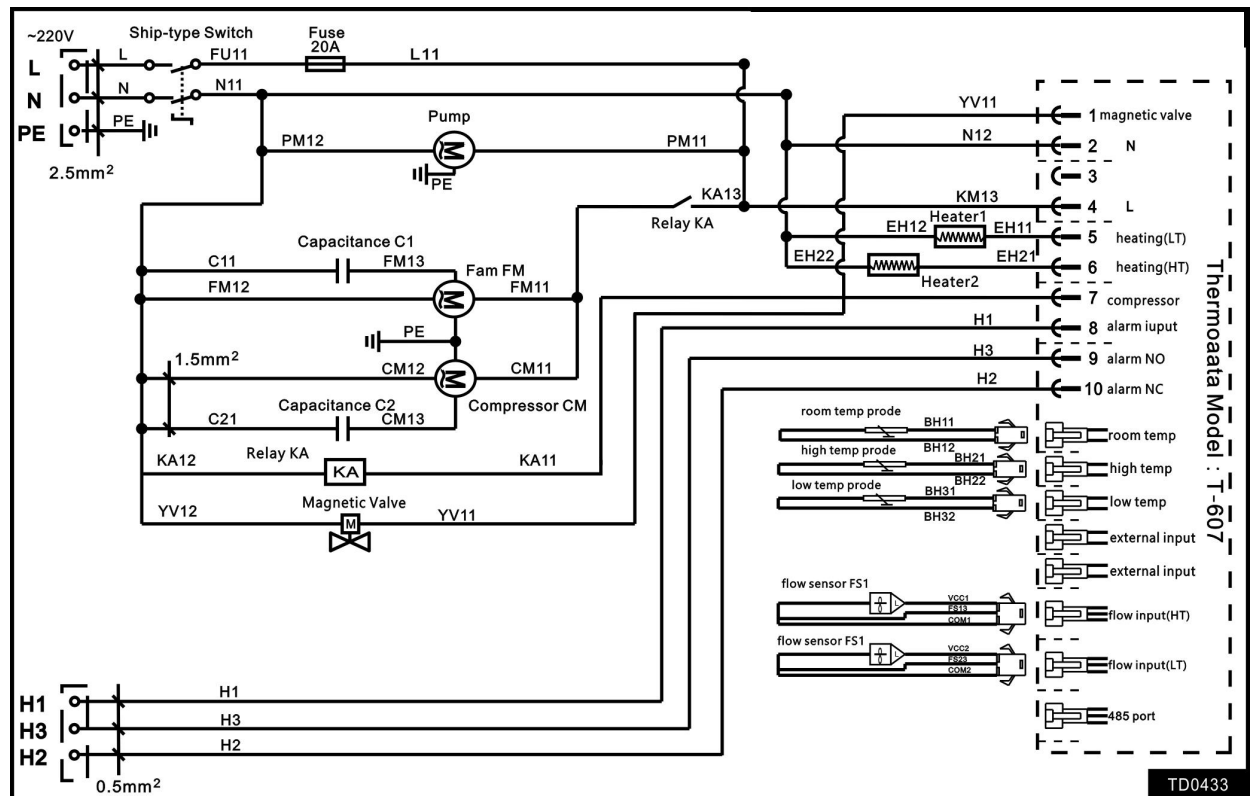 ~220V
Ship-type Switch
Fuse
20A
L
L
FU11
L11
N
N
N11
PE
PE
2.5mm²
PM12
Pump
PM11
PE
YV11
1 magnetic valve
N12
2 N
3
KA13
Relay KA
KM13
4 L
EH12
Heater1
EH11
5 heating(LT)
EH22
Heater2
EH21
6 heating(HT)
7 compressor
H1
8 alarm iuput
H3
9 alarm NO
H2
10 alarm NC
Capacitance C1
C11
FM13
Fam FM
FM12
FM11
PE
1.5mm²
CM12
CM11
Capacitance C2
Compressor CM
C21
CM13
Relay KA
KA12
KA
KA11
Magnetic Valve
YV12
M
YV11
M
M
M
room temp prode
BH11
BH12
room temp
high temp prode
BH21
BH22
high temp
low temp prode
BH31
BH32
low temp
external input
external input
flow sensor FS1
L
VCC1
FS13
COM1
flow input(HT)
flow sensor FS1
L
VCC2
FS23
COM2
flow input(LT)
485 port
Thermoaata Model : T-607
H1
H1
H3
H3
H2
H2
0.5mm²
TD0433